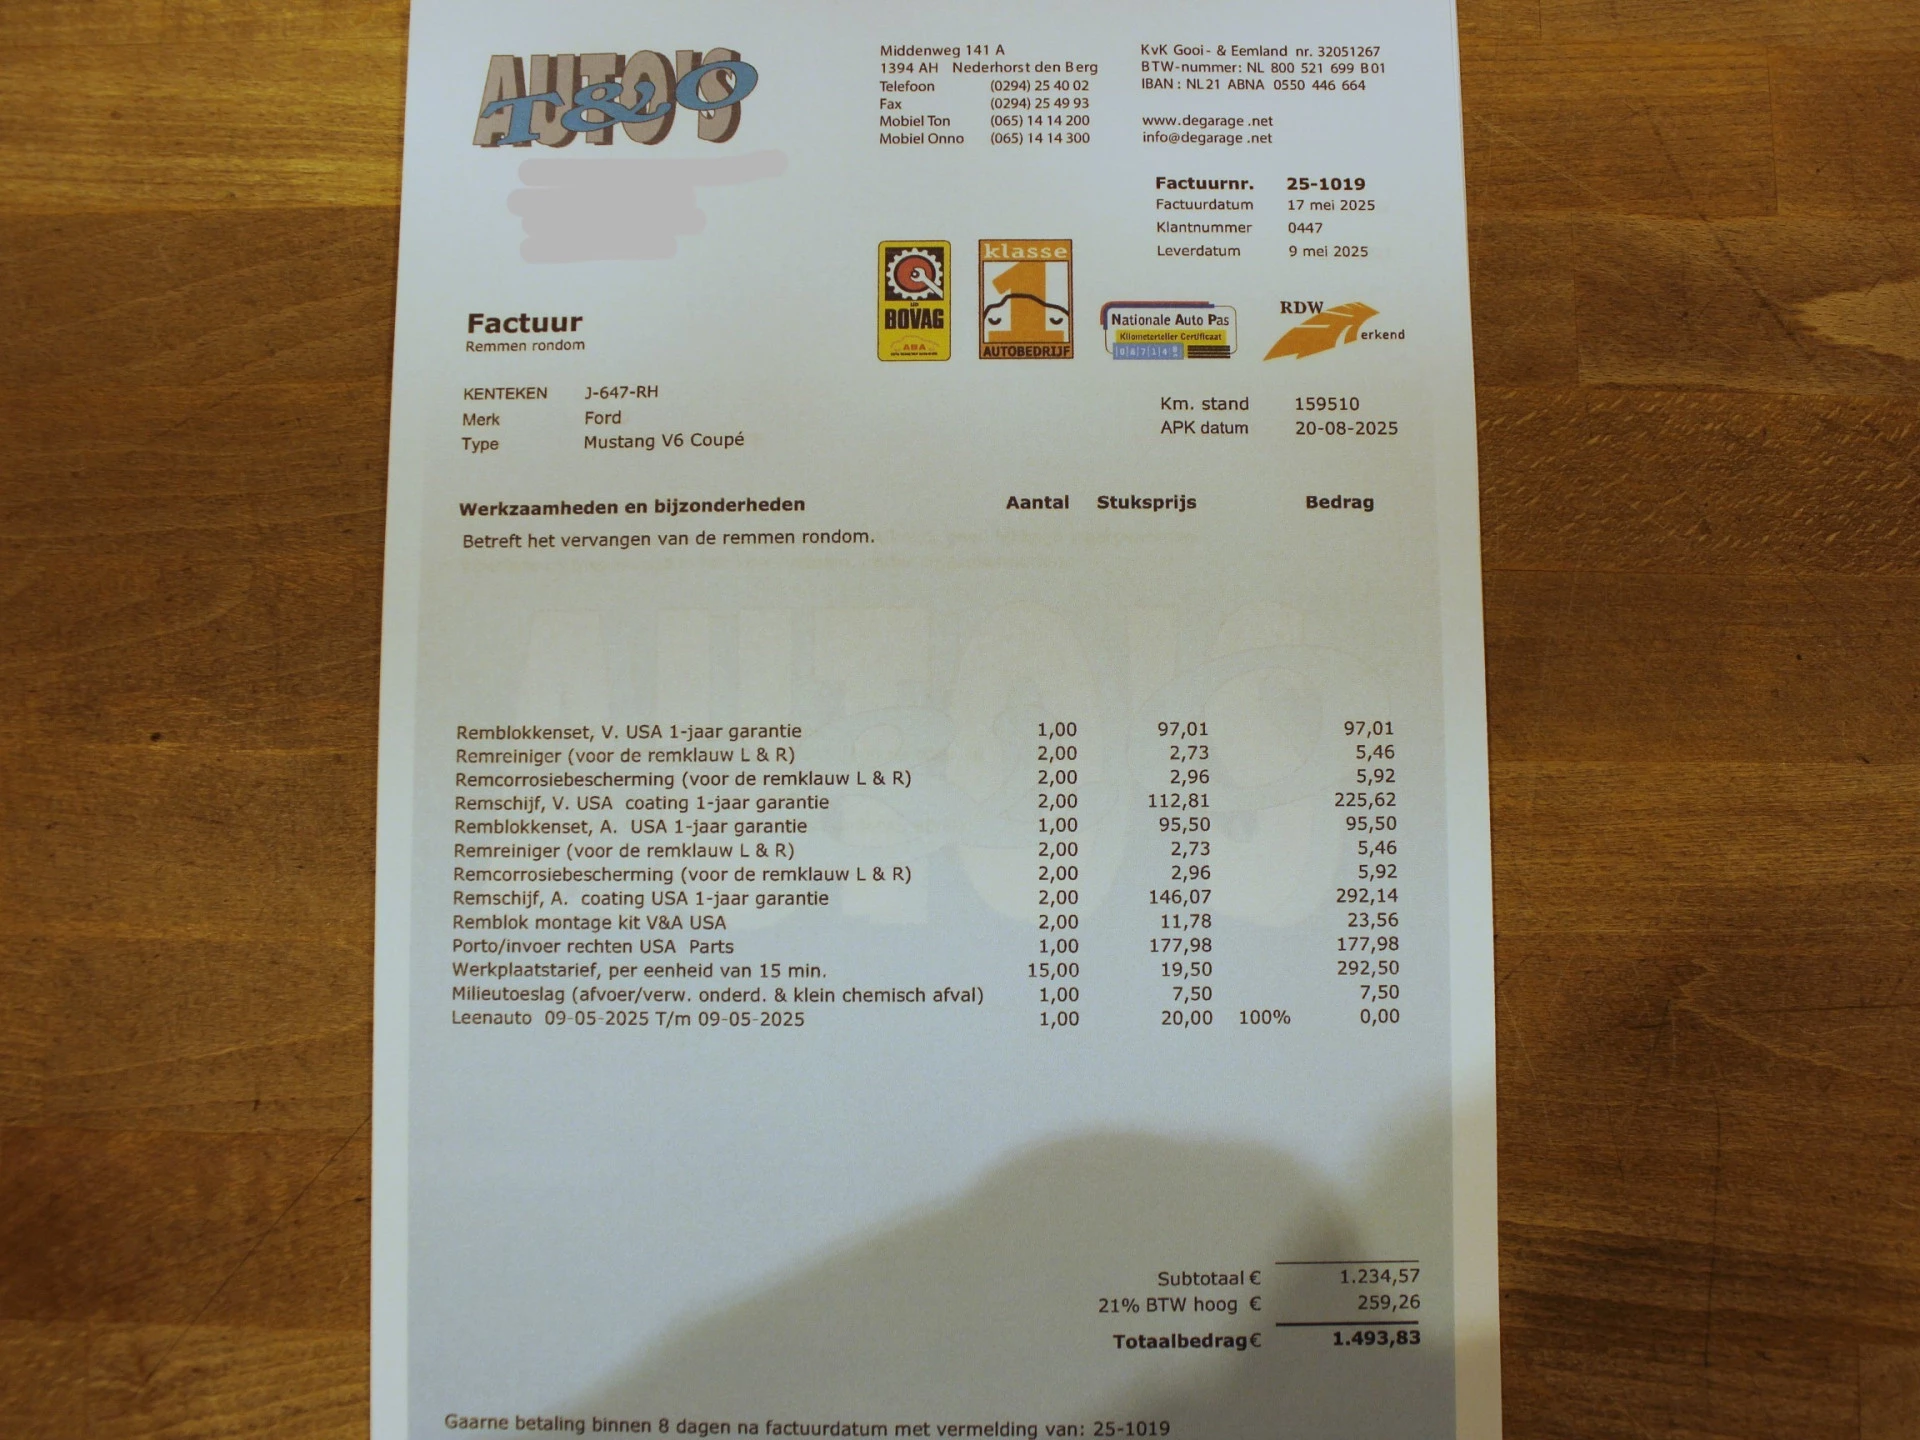 AUTO'S
T&O
Middenweg 141 A
1394 AH Nederhorst den Berg
Telefoon (0294) 25 40 02
Fax (0294) 25 49 93
Mobiel Ton (065) 14 14 200
Mobiel Onno (065) 14 14 300
KvK Gooi- & Eemland nr. 32051267
BTW-nummer: NL 800 521 699 B01
IBAN : NL21 ABNA 0550 446 664
www.degarage.net
info@degarage.net
Factuurnr. 25-1019
Factuurdatum 17 mei 2025
Klantnummer 0447
Leverdatum 9 mei 2025
BOVAG
ABA
klasse
1
AUTOBEDRIJF
Nationale Auto Pas
Kilometerteller Certificaat
RDW
erkend
Factuur
Remmen rondom
KENTEKEN J-647-RH
Merk Ford
Type Mustang V6 Coupé
Km. stand 159510
APK datum 20-08-2025
Werkzaamheden en bijzonderheden Aantal Stuksprijs Bedrag
Betreft het vervangen van de remmen rondom.
Remblokkenset, V. USA 1-jaar garantie 1,00 97,01 97,01
Remreiniger (voor de remklauw L & R) 2,00 2,73 5,46
Remcorrosiebescherming (voor de remklauw L & R) 2,00 2,96 5,92
Remschijf, V. USA coating 1-jaar garantie 2,00 112,81 225,62
Remblokkenset, A. USA 1-jaar garantie 1,00 95,50 95,50
Remreiniger (voor de remklauw L & R) 2,00 2,73 5,46
Remcorrosiebescherming (voor de remklauw L & R) 2,00 2,96 5,92
Remschijf, A. coating USA 1-jaar garantie 2,00 146,07 292,14
Remblok montage kit V&A USA 2,00 11,78 23,56
Porto/invoer rechten USA Parts 1,00 177,98 177,98
Werkplaatstarief, per eenheid van 15 min. 15,00 19,50 292,50
Milieutoeslag (afvoer/verw. onderd. & klein chemisch afval) 1,00 7,50 7,50
Leenauto 09-05-2025 T/m 09-05-2025 1,00 20,00 100% 0,00
Subtotaal € 1.234,57
21% BTW hoog € 259,26
Totaalbedrag € 1.493,83
Gaarne betaling binnen 8 dagen na factuurdatum met vermelding van: 25-1019